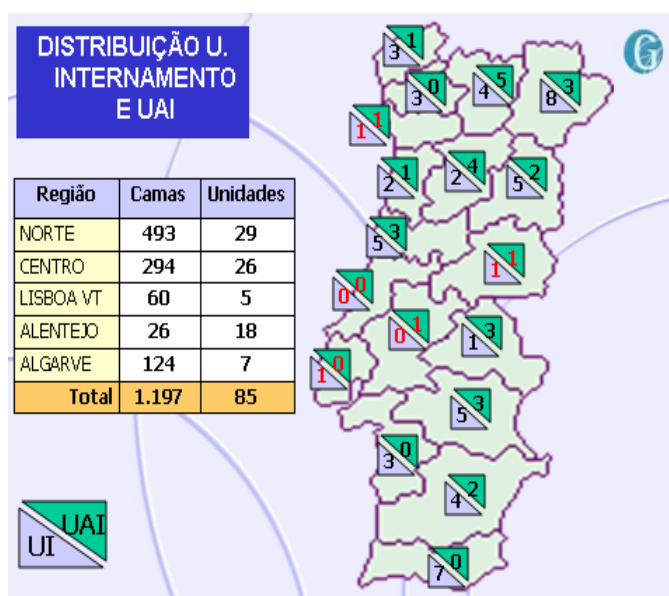 DISTRIBUIÇÃO U.
INTERNAMENTO
E UAI
Região Camas Unidades
NORTE 493 29
CENTRO 294 26
LISBOA VT 60 5
ALENTEJO 26 18
ALGARVE 124 7
Total 1.197 85
3 1
3 0
4 5
8 3
1 1
2 1
2 4
5 2
5 3
1 1
0 0
0 1
1 3
1 0
5 3
3 0
4 2
7 0
UI UAI
G